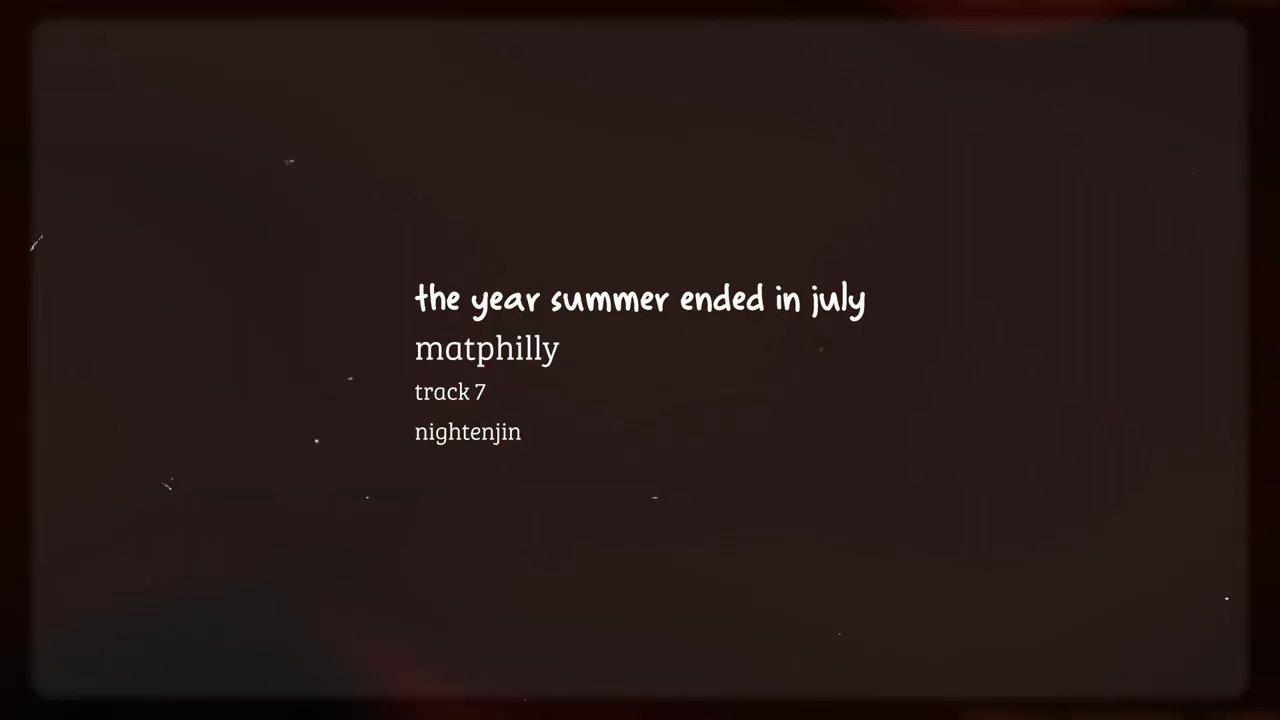 the year summer ended in july
matphilly
track 7
nightenjin